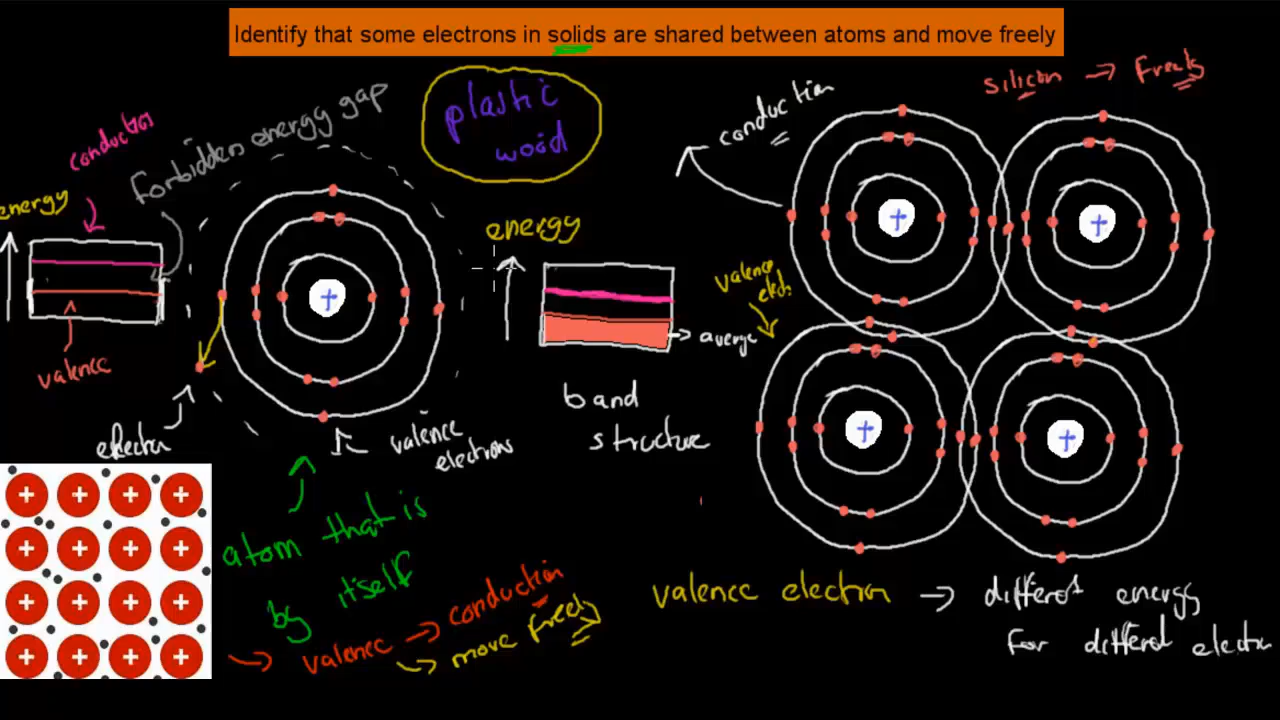 Identify that some electrons in solids are shared between atoms and move freely
silicon → freely
conduction
plastic
wood
conduction
Forbidden energy gap
energy
energy
valence
valence
electron
valence
electrons
band
structure
averge
atom that is
by itself
→ valence → conduction
↳ move freely
valence electron → different energy
for different electron
+
+
+
+
+
+ + + +
+ + + +
+ + + +
+ + + +